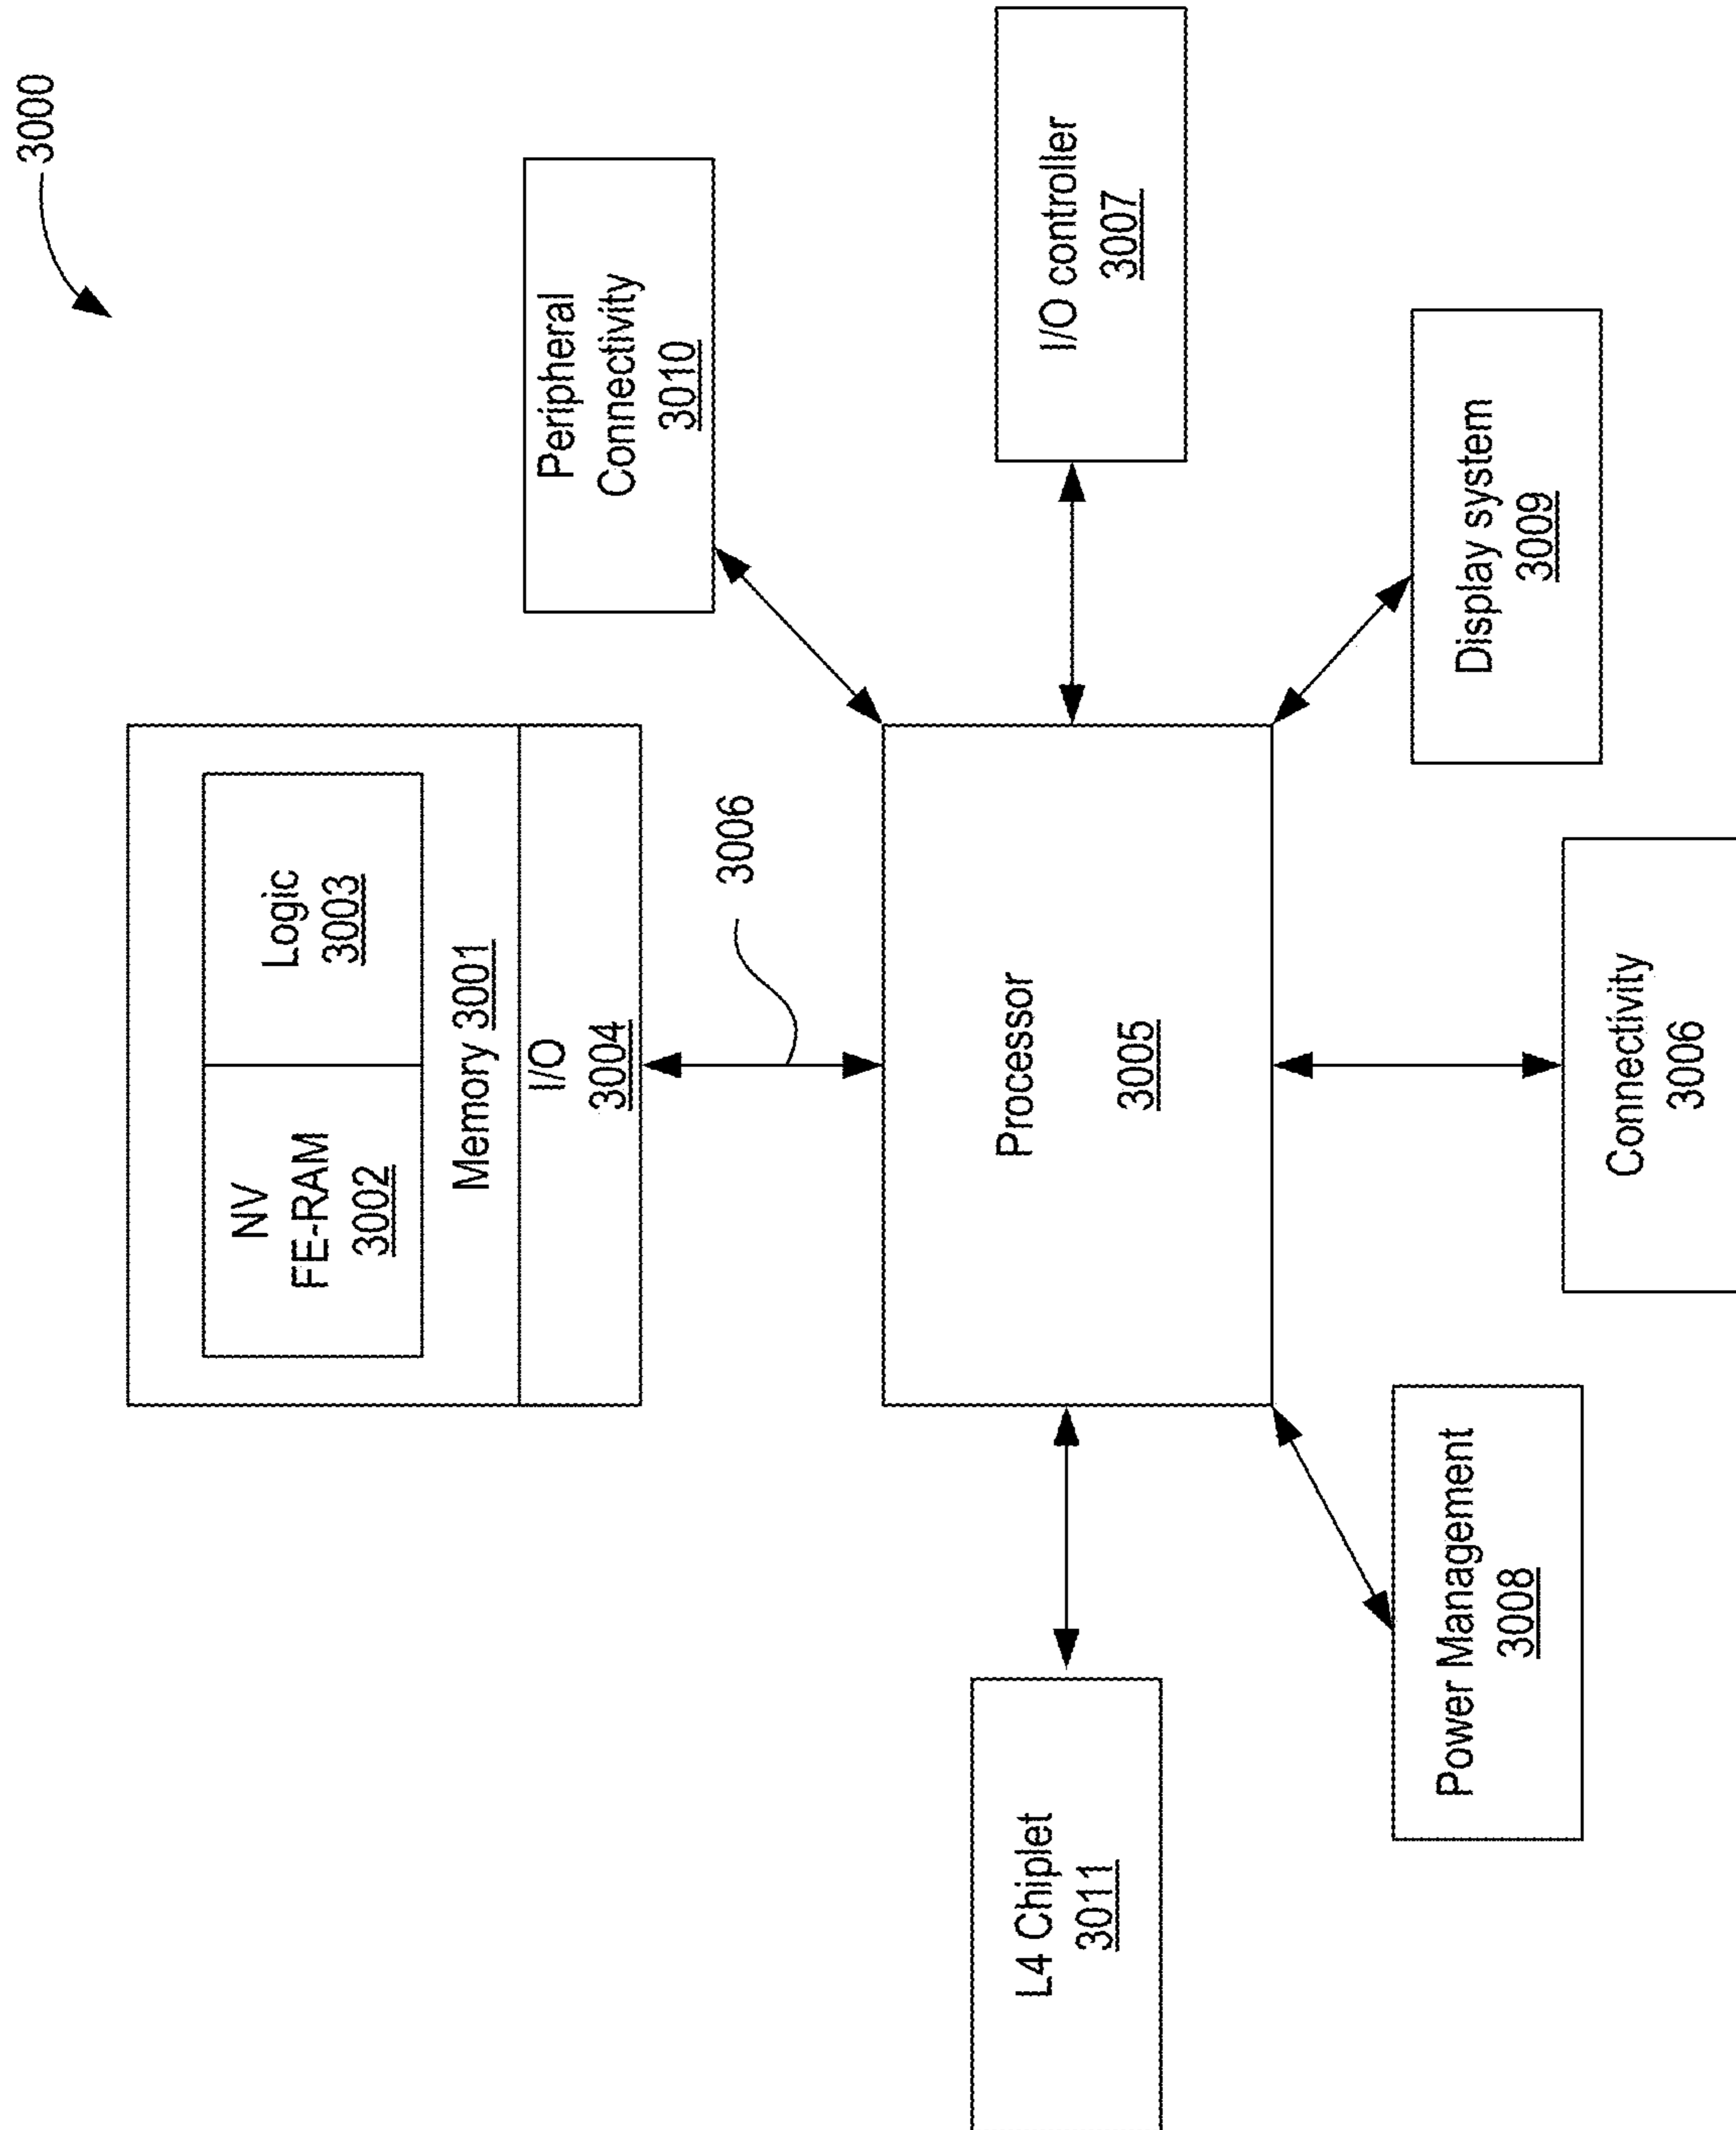 3000
NV
FE-RAM
3002
Logic
3003
Memory 3001
I/O
3004
3006
Peripheral
Connectivity
3010
L4 Chiplet
3011
Processor
3005
I/O controller
3007
Power Management
3008
Connectivity
3006
Display system
3009